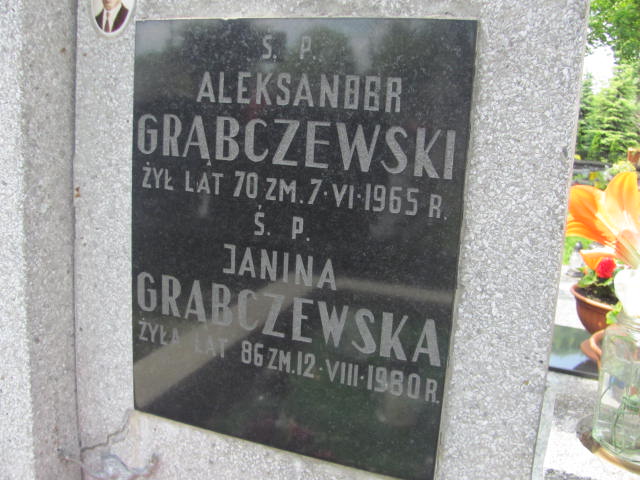 Ś. P.
ALEKSANDER
GRĄBCZEWSKI
ŻYŁ LAT 70 ZM. 7·VI·1965 R.
Ś. P.
JANINA
GRĄBCZEWSKA
ŻYŁA LAT 86 ZM. 12·VIII·1980 R.